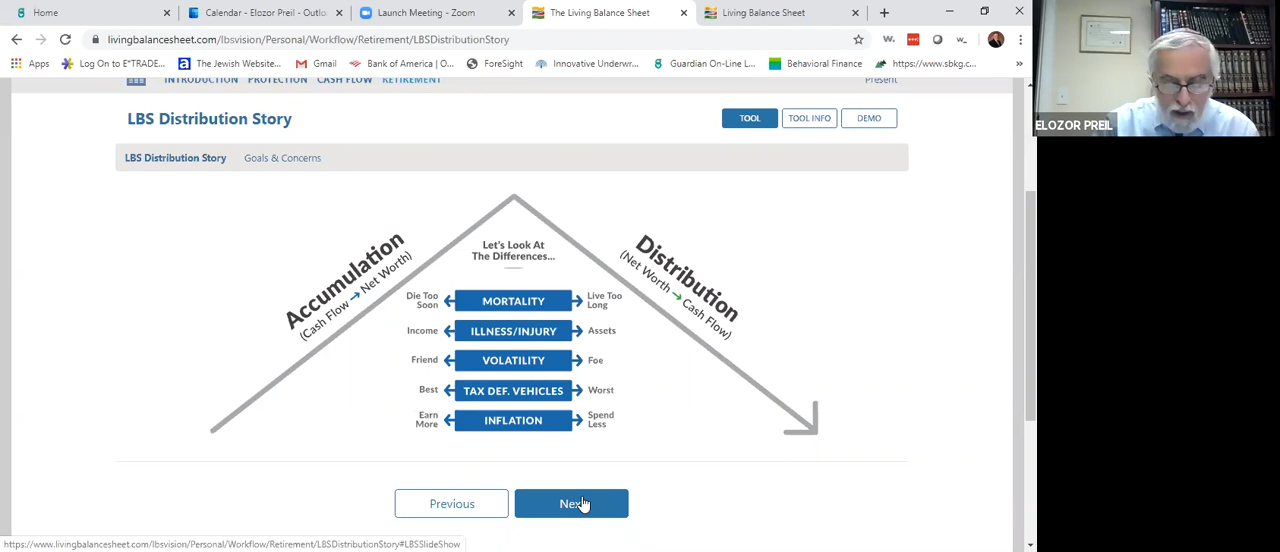 Home
Calendar - Elozor Preil - Outlo
Launch Meeting - Zoom
The Living Balance Sheet
Living Balance Sheet
livingbalancesheet.com/lbsvision/Personal/Workflow/Retirement/LBSDistributionStory
Apps
Log On to E*TRADE...
The Jewish Website...
Gmail
Bank of America | O...
ForeSight
Innovative Underwr...
Guardian On-Line L...
Behavioral Finance
https://www.sbkg.c...
INTRODUCTION PROTECTION CASH FLOW RETIREMENT
Present
LBS Distribution Story
TOOL
TOOL INFO
DEMO
LBS Distribution Story
Goals & Concerns
Accumulation
(Cash Flow → Net Worth)
Let's Look At
The Differences...
Distribution
(Net Worth → Cash Flow)
Die Too
Soon
MORTALITY
Live Too
Long
Income
ILLNESS/INJURY
Assets
Friend
VOLATILITY
Foe
Best
TAX DEF. VEHICLES
Worst
Earn
More
INFLATION
Spend
Less
Previous
Nex
https://www.livingbalancesheet.com/lbsvision/Personal/Workflow/Retirement/LBSDistributionStory#LBSSlideShow
ELOZOR PREIL